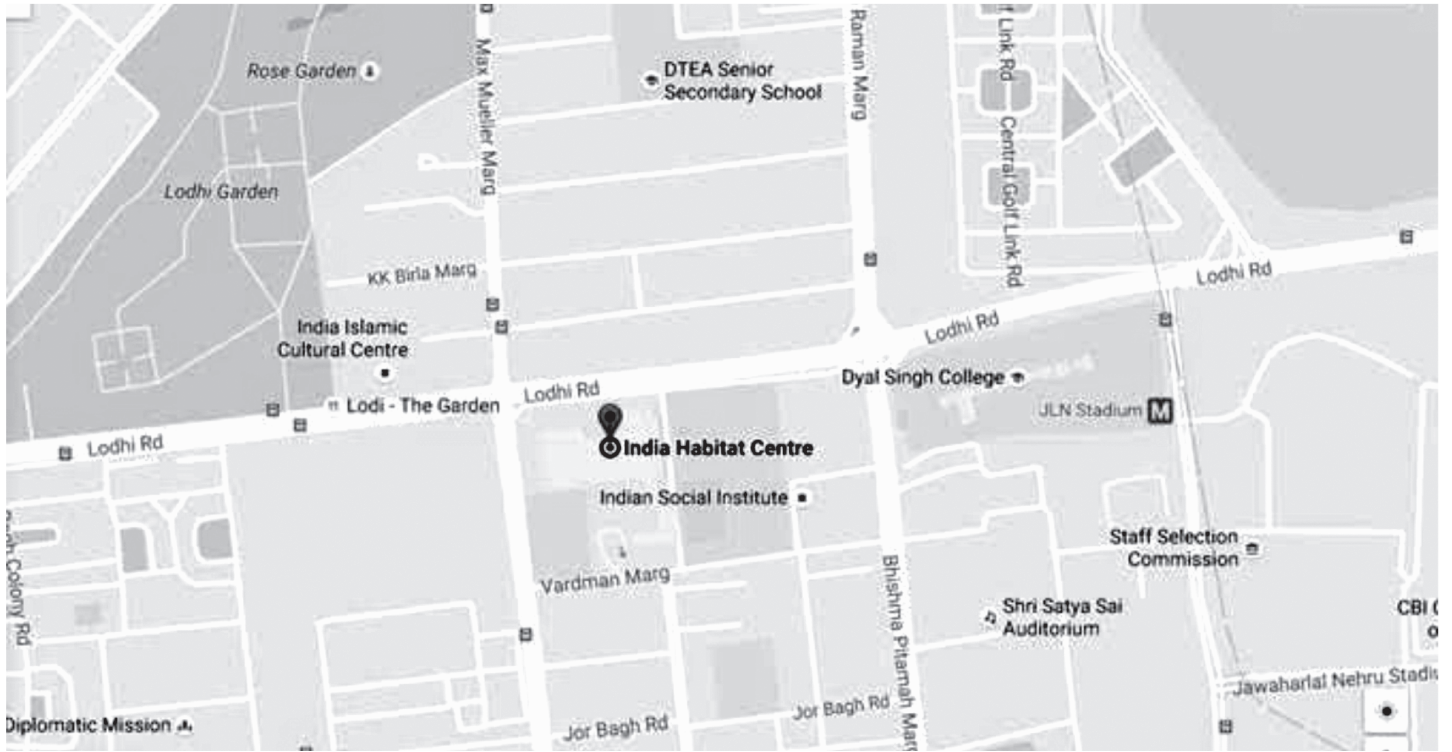 Rose Garden
Max Mueller Marg
DTEA Senior
Secondary School
Raman Marg
f Link Rd
Central Golf Link Rd
Lodhi Garden
KK Birla Marg
Lodhi Rd
India Islamic
Cultural Centre
Lodhi Rd
Dyal Singh College
Lodi - The Garden
Lodhi Rd
JLN Stadium M
Lodhi Rd
India Habitat Centre
Indian Social Institute
Staff Selection
Commission
Colony Rd
Vardman Marg
Bhishma Pitamah Marg
Shri Satya Sai
Auditorium
CBI
Jawaharlal Nehru Stadiu
Diplomatic Mission
Jor Bagh Rd
Jor Bagh Rd